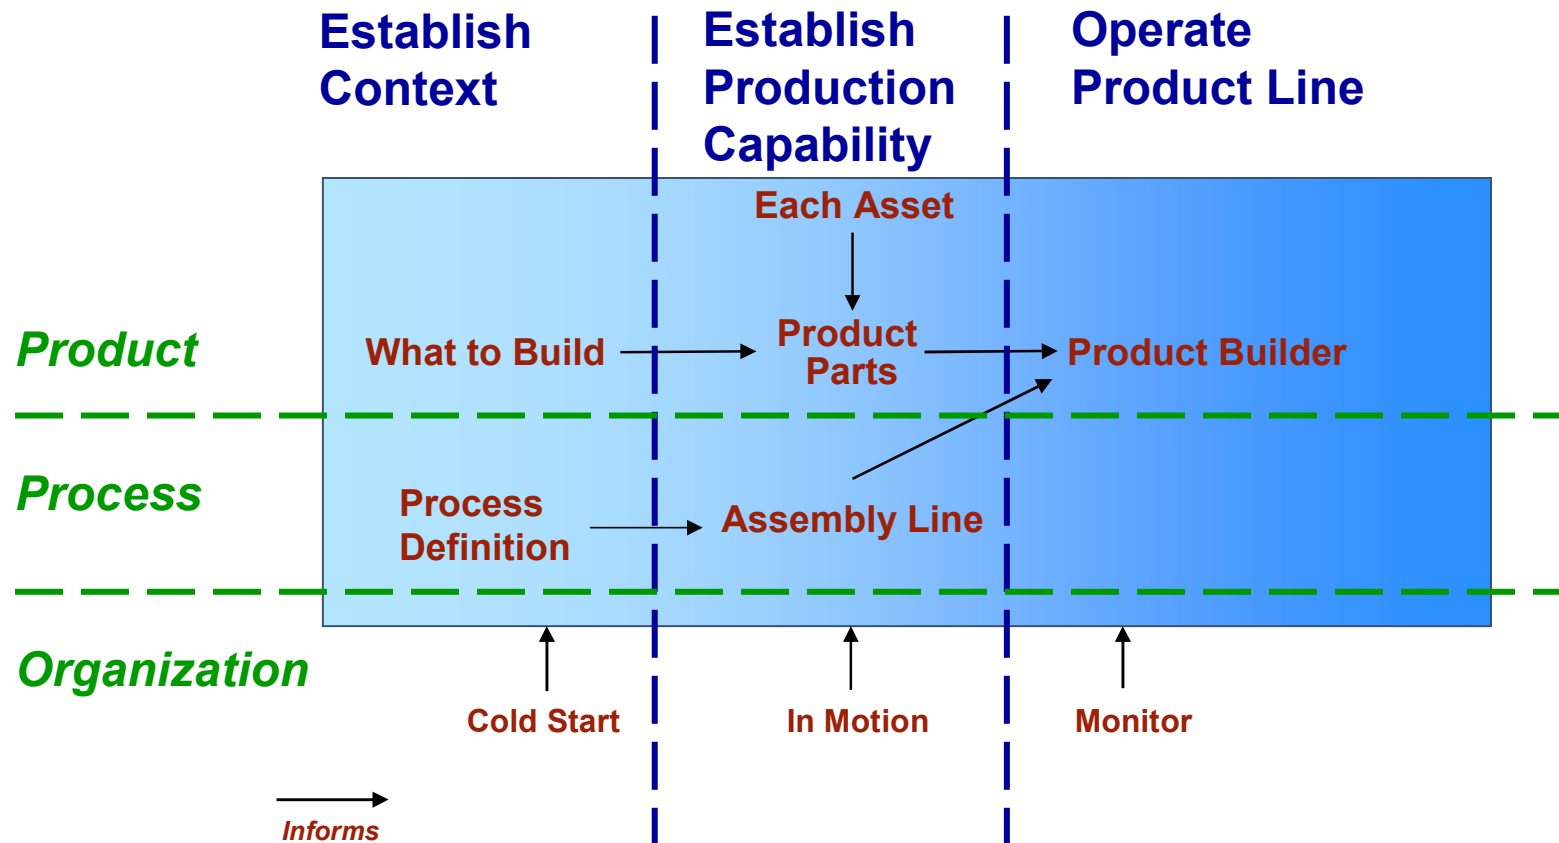 Establish
Context
Establish
Production
Capability
Operate
Product Line
Each Asset
Product
What to Build
Product
Parts
Product Builder
Process
Process
Definition
Assembly Line
Organization
Cold Start
In Motion
Monitor
Informs